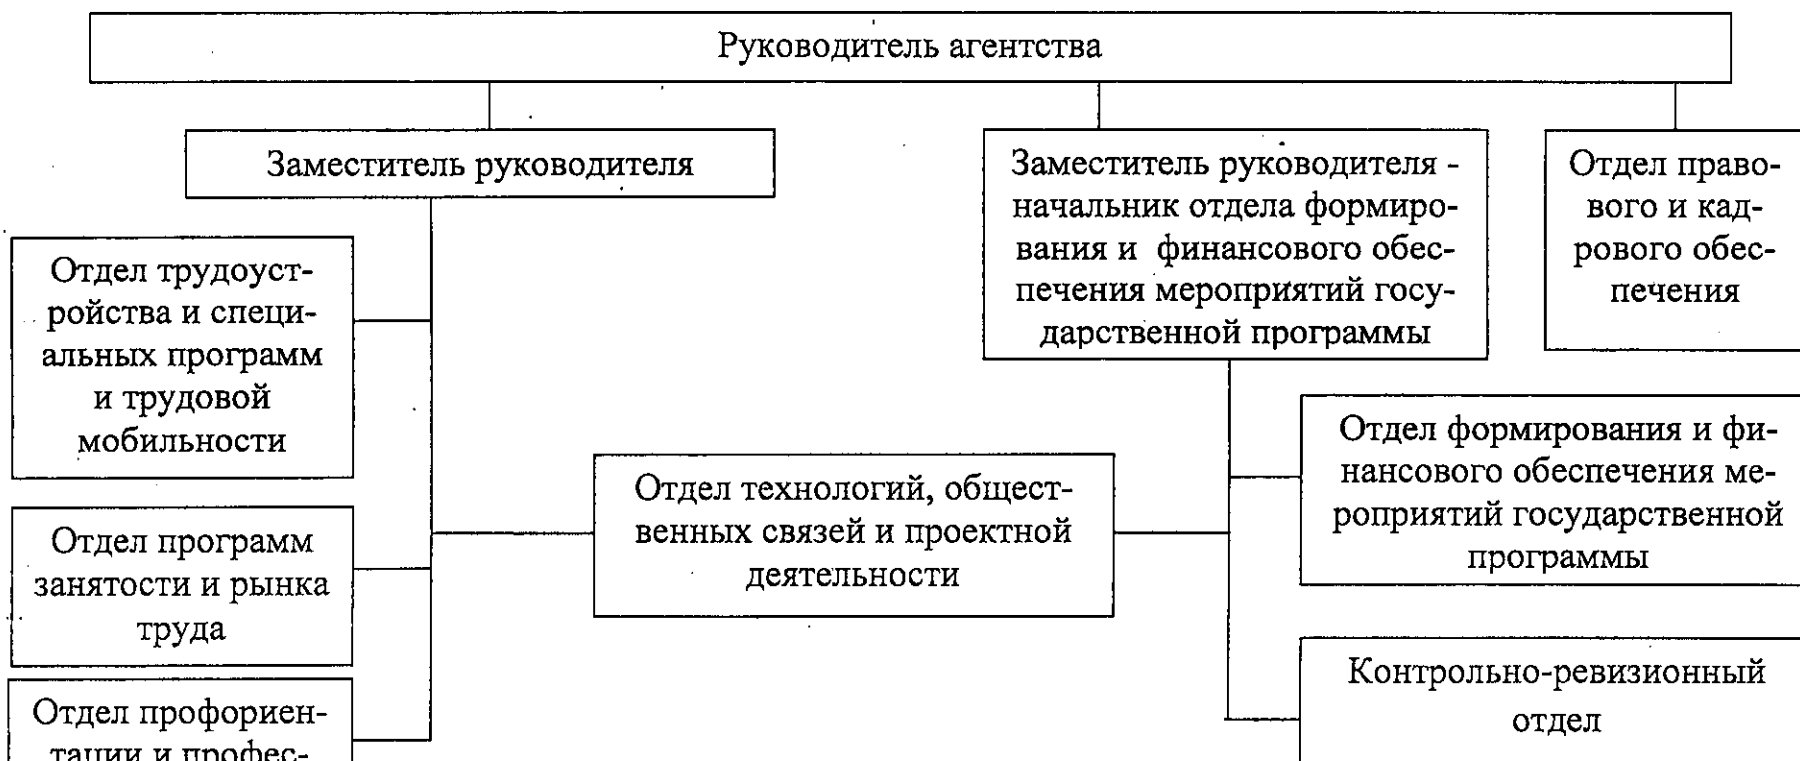 Руководитель агентства
Заместитель руководителя
Заместитель руководителя -
начальник отдела формиро-
вания и финансового обес-
печения мероприятий госу-
дарственной программы
Отдел право-
вого и кад-
рового обес-
печения
Отдел трудоуст-
ройства и специ-
альных программ
и трудовой
мобильности
Отдел формирования и фи-
нансового обеспечения ме-
роприятий государственной
программы
Отдел технологий, общест-
венных связей и проектной
деятельности
Отдел программ
занятости и рынка
труда
Контрольно-ревизионный
отдел
Отдел профориен-
тации и профес-